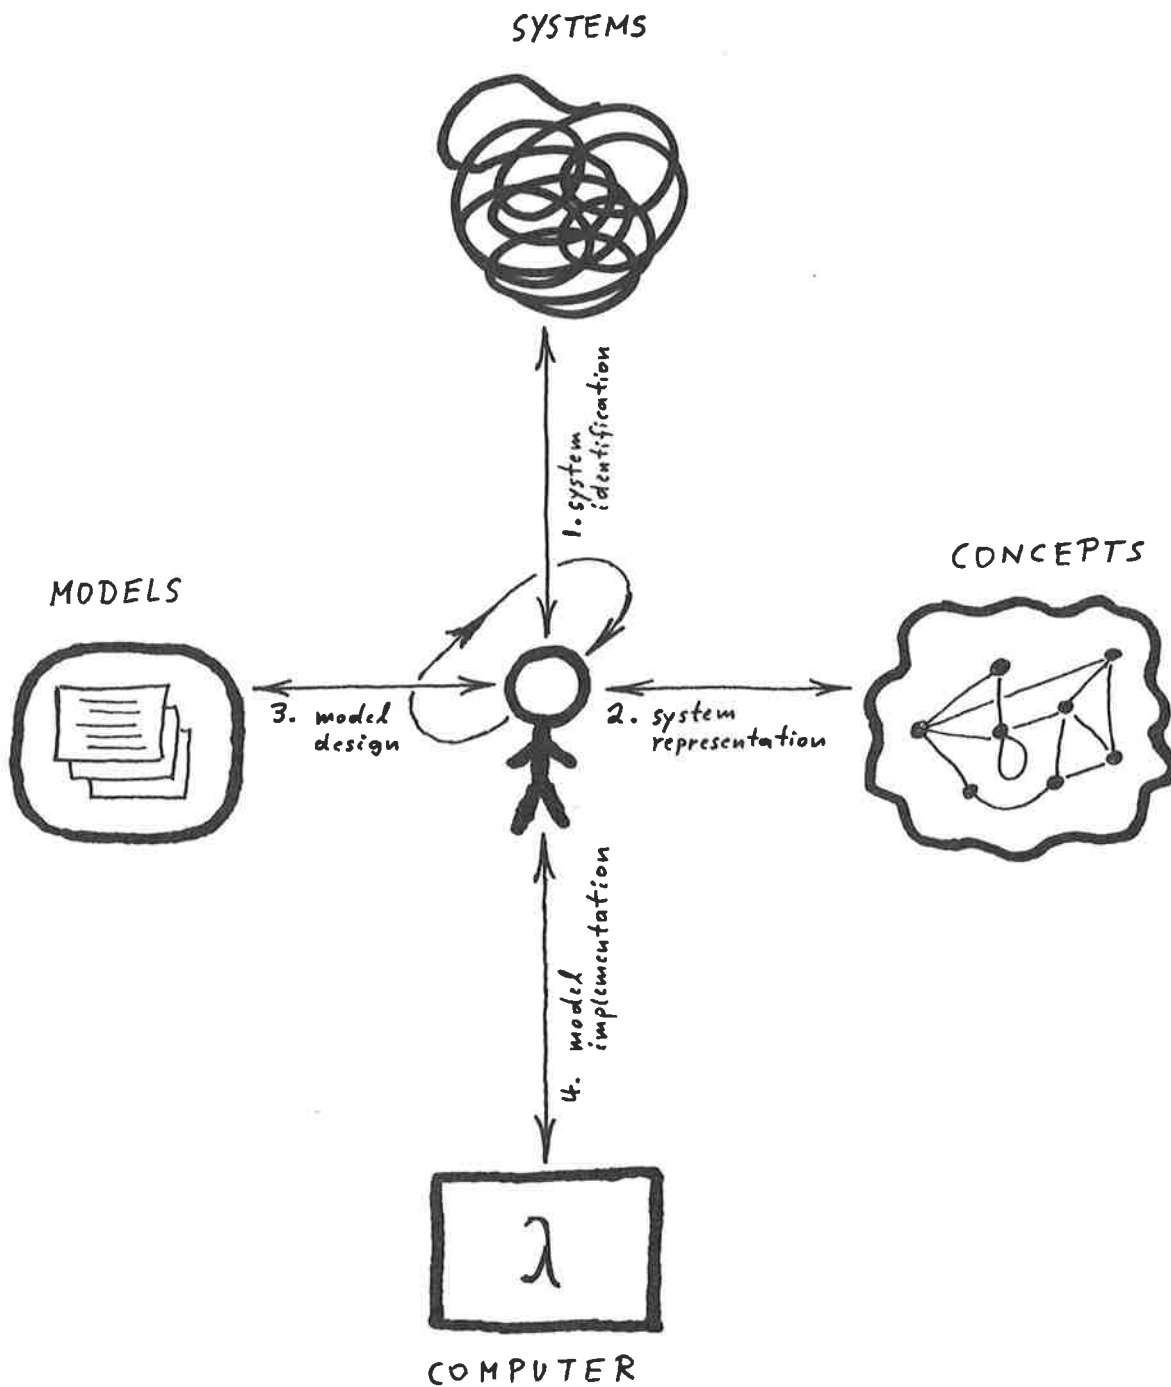 SYSTEMS
1. system
identification
CONCEPTS
MODELS
3. model
design
2. system
representation
4. model
implementation
λ
COMPUTER